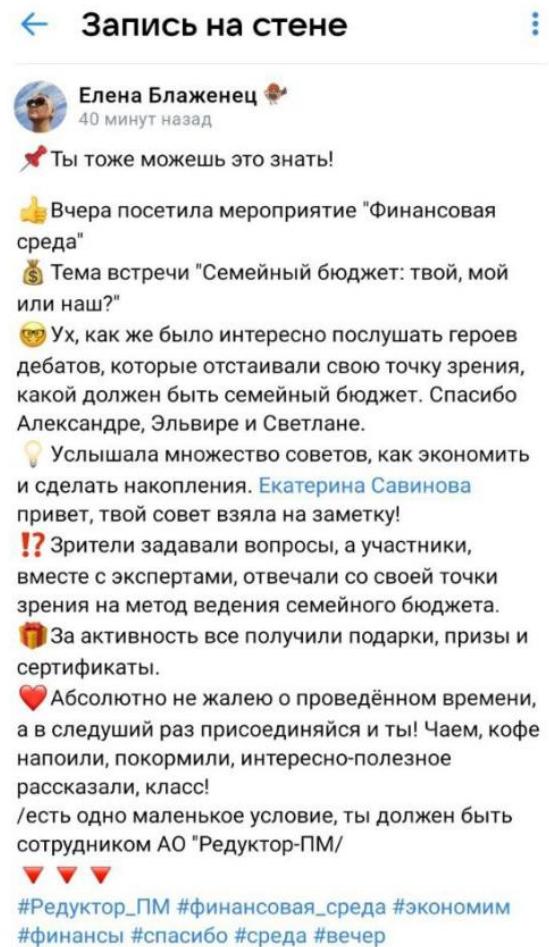 Запись на стене
Елена Блаженец
40 минут назад
Ты тоже можешь это знать!
Вчера посетила мероприятие "Финансовая
среда"
Тема встречи "Семейный бюджет: твой, мой
или наш?"
Ух, как же было интересно послушать героев
дебатов, которые отстаивали свою точку зрения,
какой должен быть семейный бюджет. Спасибо
Александре, Эльвире и Светлане.
Услышала множество советов, как экономить
и сделать накопления. Екатерина Савинова
привет, твой совет взяла на заметку!
⁉️ Зрители задавали вопросы, а участники,
вместе с экспертами, отвечали со своей точки
зрения на метод ведения семейного бюджета.
За активность все получили подарки, призы и
сертификаты.
Абсолютно не жалею о проведённом времени,
а в следуший раз присоединяйся и ты! Чаем, кофе
напоили, покормили, интересно-полезное
рассказали, класс!
/есть одно маленькое условие, ты должен быть
сотрудником АО "Редуктор-ПМ/
#Редуктор_ПМ #финансовая_среда #экономим
#финансы #спасибо #среда #вечер